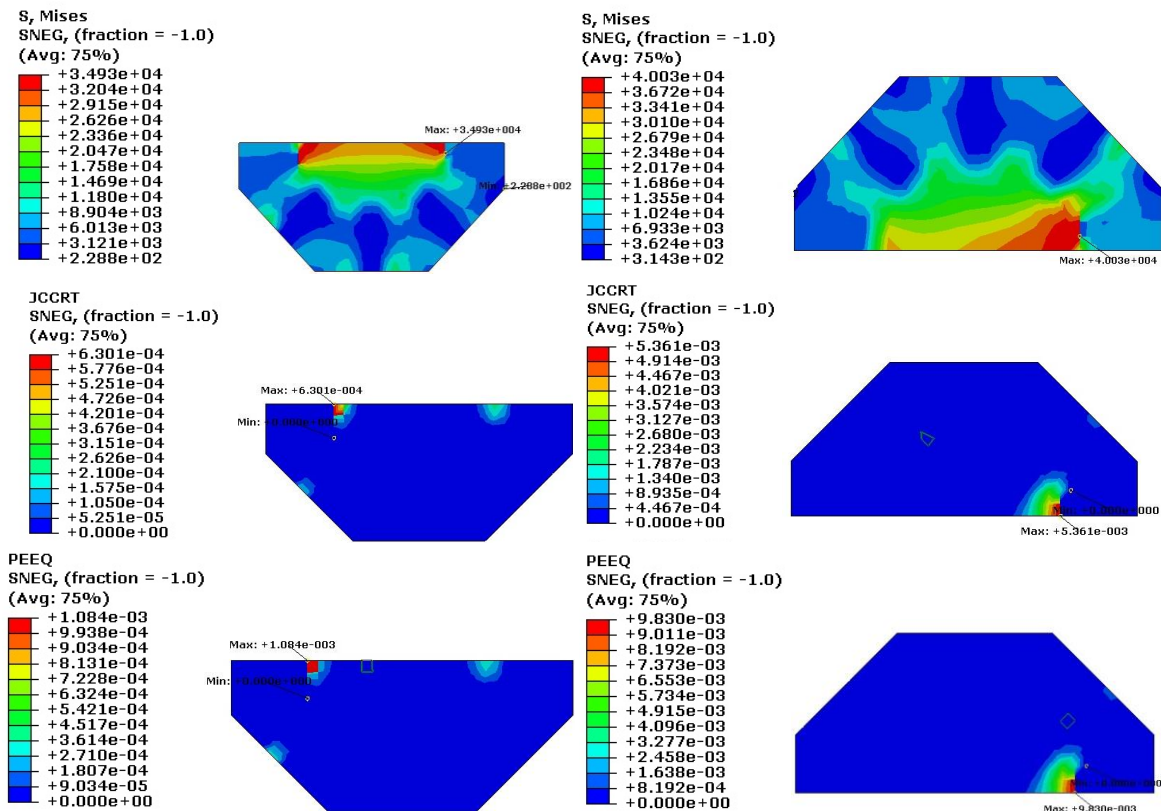 S, Mises
SNEG, (fraction = -1.0)
(Avg: 75%)
+3.493e+04
+3.204e+04
+2.915e+04
+2.626e+04
+2.336e+04
+2.047e+04
+1.758e+04
+1.469e+04
+1.180e+04
+8.904e+03
+6.013e+03
+3.121e+03
+2.288e+02
Max: +3.493e+004
Min: +2.288e+002
S, Mises
SNEG, (fraction = -1.0)
(Avg: 75%)
+4.003e+04
+3.672e+04
+3.341e+04
+3.010e+04
+2.679e+04
+2.348e+04
+2.017e+04
+1.686e+04
+1.355e+04
+1.024e+04
+6.933e+03
+3.624e+03
+3.143e+02
Max: +4.003e+004
JCCRT
SNEG, (fraction = -1.0)
(Avg: 75%)
+6.301e-04
+5.776e-04
+5.251e-04
+4.726e-04
+4.201e-04
+3.676e-04
+3.151e-04
+2.626e-04
+2.100e-04
+1.575e-04
+1.050e-04
+5.251e-05
+0.000e+00
Max: +6.301e-004
Min: +0.000e+000
JCCRT
SNEG, (fraction = -1.0)
(Avg: 75%)
+5.361e-03
+4.914e-03
+4.467e-03
+4.021e-03
+3.574e-03
+3.127e-03
+2.680e-03
+2.234e-03
+1.787e-03
+1.340e-03
+8.935e-04
+4.467e-04
+0.000e+00
Min: +0.000e+000
Max: +5.361e-003
PEEQ
SNEG, (fraction = -1.0)
(Avg: 75%)
+1.084e-03
+9.938e-04
+9.034e-04
+8.131e-04
+7.228e-04
+6.324e-04
+5.421e-04
+4.517e-04
+3.614e-04
+2.710e-04
+1.807e-04
+9.034e-05
+0.000e+00
Max: +1.084e-003
Min: +0.000e+000
PEEQ
SNEG, (fraction = -1.0)
(Avg: 75%)
+9.830e-03
+9.011e-03
+8.192e-03
+7.373e-03
+6.553e-03
+5.734e-03
+4.915e-03
+4.096e-03
+3.277e-03
+2.458e-03
+1.638e-03
+8.192e-04
+0.000e+00
Min: +0.000e+000
Max: +9.830e-003